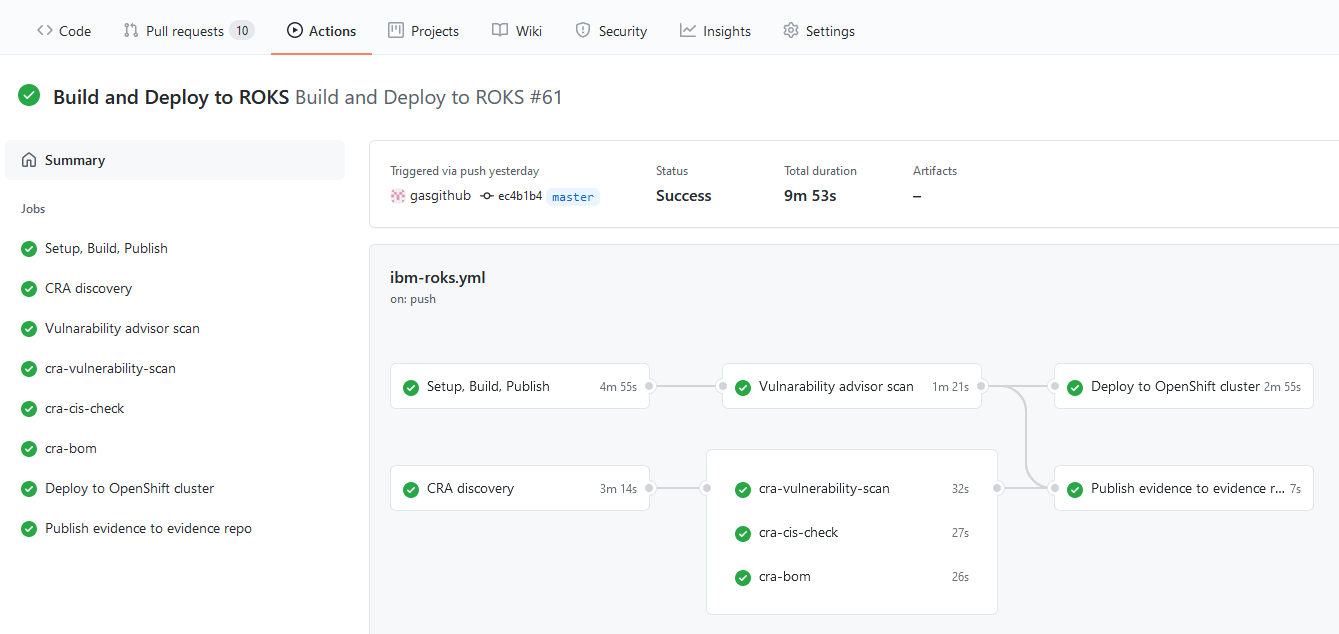 Code Pull requests 10 Actions Projects Wiki Security Insights Settings
Build and Deploy to ROKS Build and Deploy to ROKS #61
Summary
Jobs
Setup, Build, Publish
CRA discovery
Vulnarability advisor scan
cra-vulnerability-scan
cra-cis-check
cra-bom
Deploy to OpenShift cluster
Publish evidence to evidence repo
Triggered via push yesterday Status Total duration Artifacts
gasgithub ec4b1b4 master Success 9m 53s –
ibm-roks.yml
on: push
Setup, Build, Publish 4m 55s Vulnarability advisor scan 1m 21s Deploy to OpenShift cluster 2m 55s
CRA discovery 3m 14s cra-vulnerability-scan 32s Publish evidence to evidence r... 7s
cra-cis-check 27s
cra-bom 26s